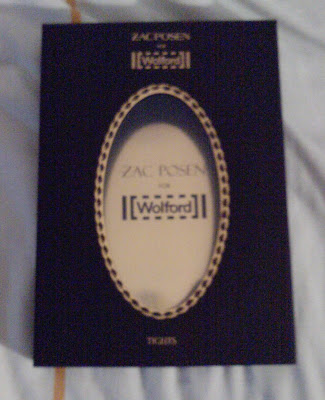 ZAC POSEN
FOR
Wolford
ZAC POSEN
FOR
Wolford
TIGHTS